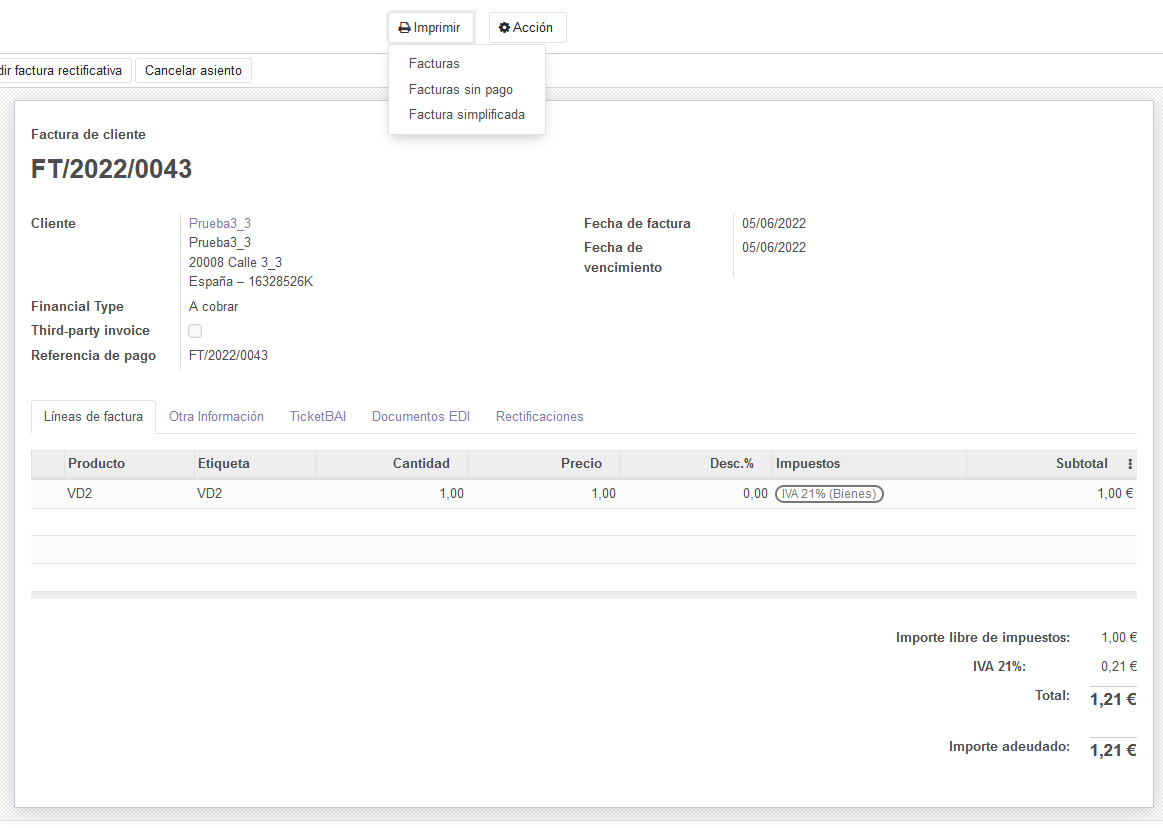 Imprimir
Acción
Facturas
Facturas sin pago
Factura simplificada
factura rectificativa
Cancelar asiento
Factura de cliente
FT/2022/0043
Cliente
Prueba3_3
Prueba3_3
20008 Calle 3_3
España – 16328526K
Fecha de factura
05/06/2022
Fecha de
vencimiento
05/06/2022
Financial Type
A cobrar
Third-party invoice
Referencia de pago
FT/2022/0043
Líneas de factura
Otra Información
TicketBAI
Documentos EDI
Rectificaciones
Producto Etiqueta Cantidad Precio Desc.% Impuestos Subtotal
VD2 VD2 1,00 1,00 0,00 IVA 21% (Bienes) 1,00 €
Importe libre de impuestos: 1,00 €
IVA 21%: 0,21 €
Total: 1,21 €
Importe adeudado: 1,21 €